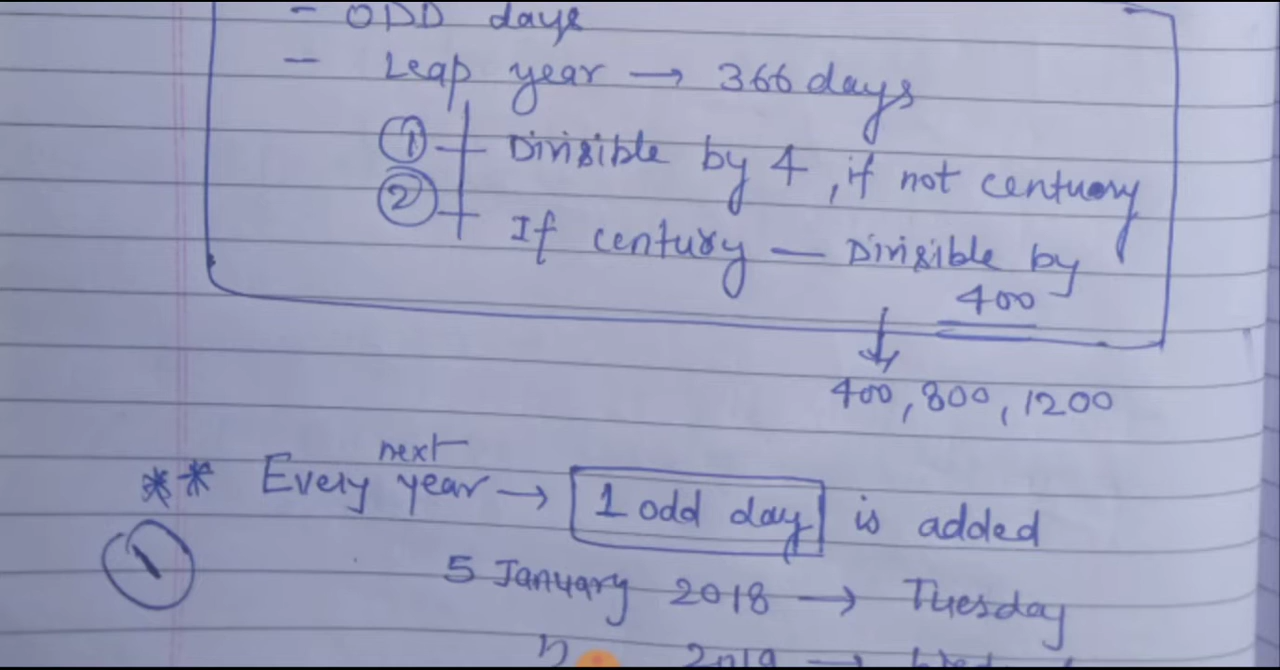 - ODD days
- Leap year → 366 days
① Divisible by 4, if not century
② If century — Divisible by
400
400, 800, 1200
next
** Every year → 1 odd day is added
① 5 January 2018 → Tuesday
2019 →